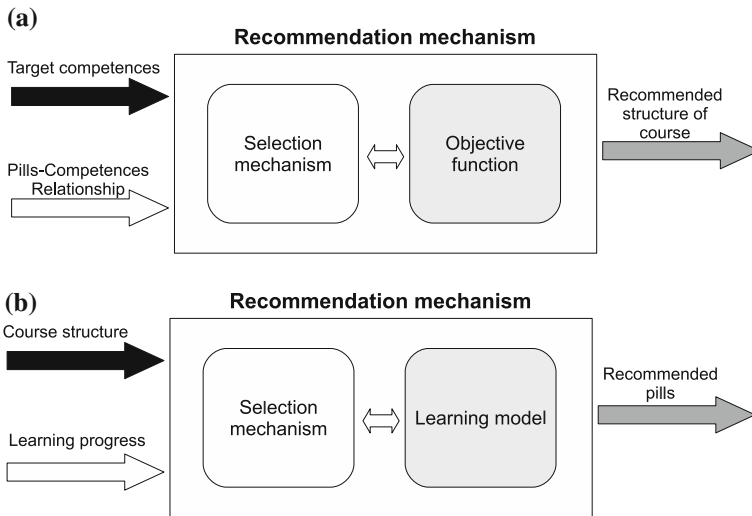 (a)
Recommendation mechanism
Target competences
Pills-Competences
Relationship
Selection
mechanism
Objective
function
Recommended
structure of
course
(b)
Recommendation mechanism
Course structure
Learning progress
Selection
mechanism
Learning model
Recommended
pills